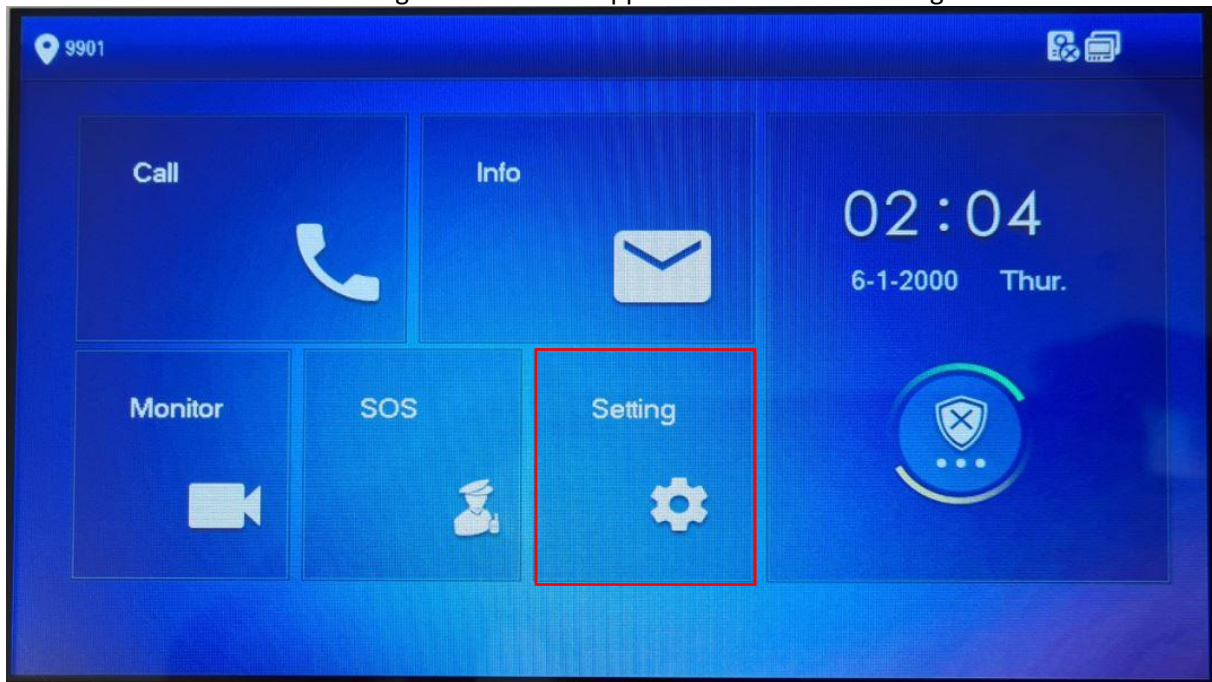 9901
Call
Info
02:04
6-1-2000 Thur.
Monitor
SOS
Setting